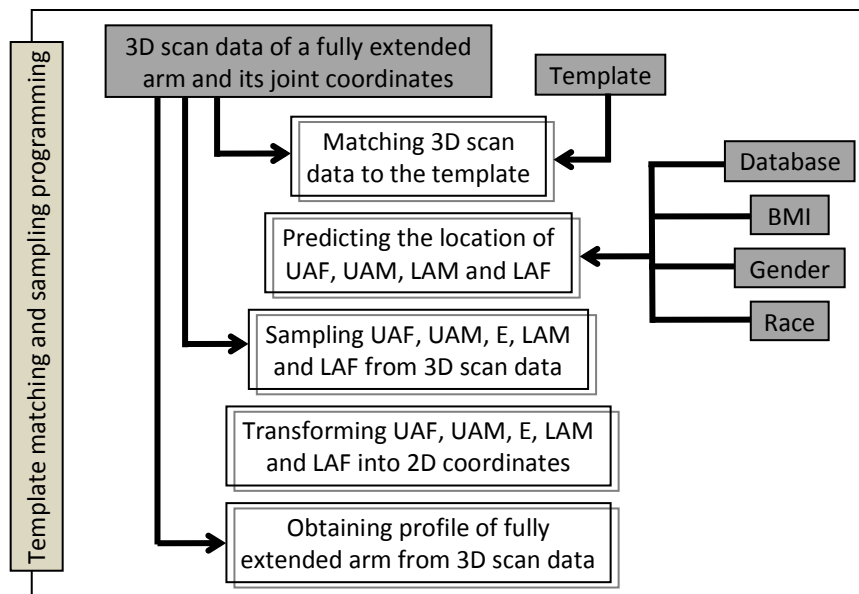 Template matching and sampling programming
3D scan data of a fully extended
arm and its joint coordinates
Template
Matching 3D scan
data to the template
Database
BMI
Predicting the location of
UAF, UAM, LAM and LAF
Gender
Race
Sampling UAF, UAM, E, LAM
and LAF from 3D scan data
Transforming UAF, UAM, E, LAM
and LAF into 2D coordinates
Obtaining profile of fully
extended arm from 3D scan data